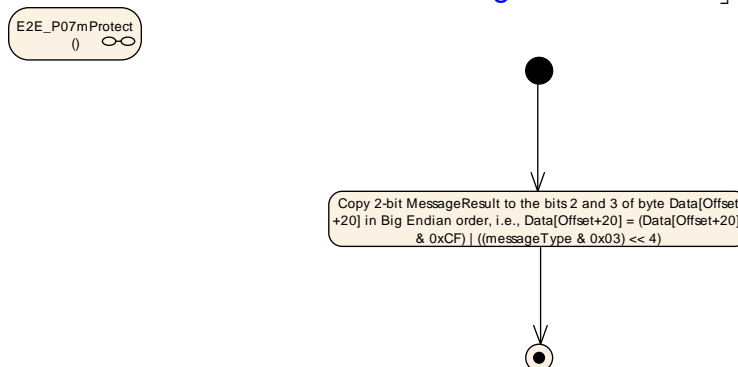 E2E_P07mProtect
()
Copy 2-bit MessageResult to the bits 2 and 3 of byte Data[Offset
+20] in Big Endian order, i.e., Data[Offset+20] = (Data[Offset+20]
& 0xCF) | ((messageType & 0x03) << 4)